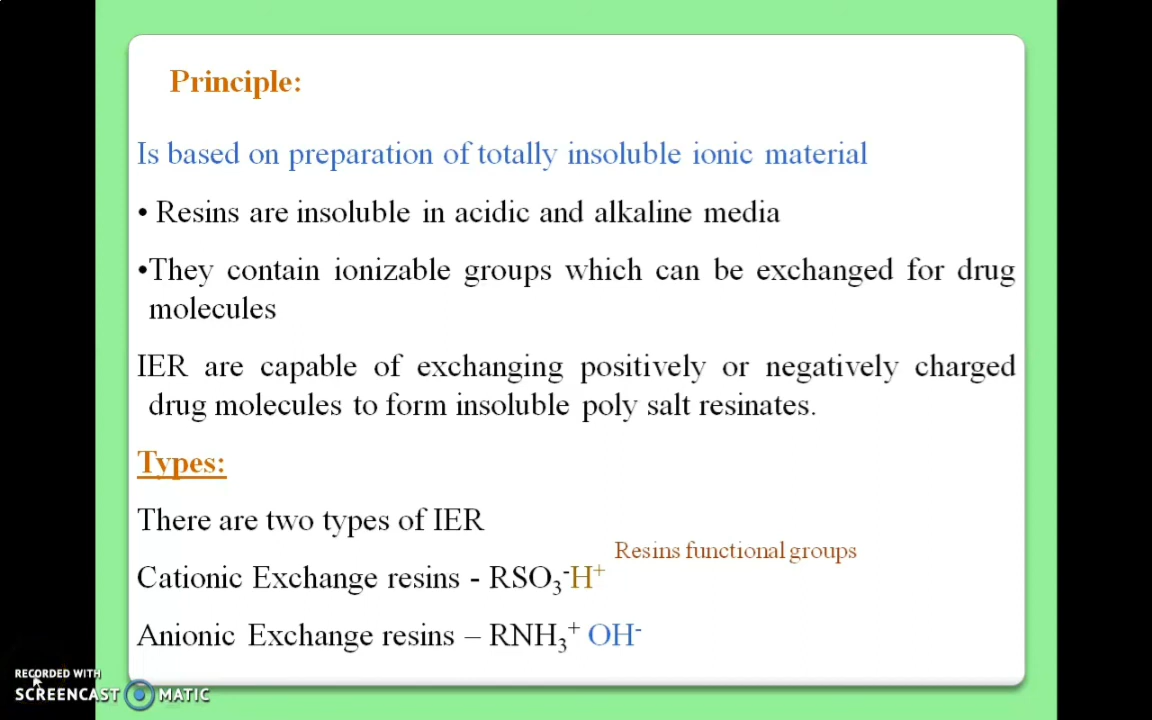 Principle:
Is based on preparation of totally insoluble ionic material
• Resins are insoluble in acidic and alkaline media
•They contain ionizable groups which can be exchanged for drug
molecules
IER are capable of exchanging positively or negatively charged
drug molecules to form insoluble poly salt resinates.
Types:
There are two types of IER
Resins functional groups
Cationic Exchange resins - RSO₃⁻H⁺
Anionic Exchange resins – RNH₃⁺ OH⁻
RECORDED WITH
SCREENCAST MATIC